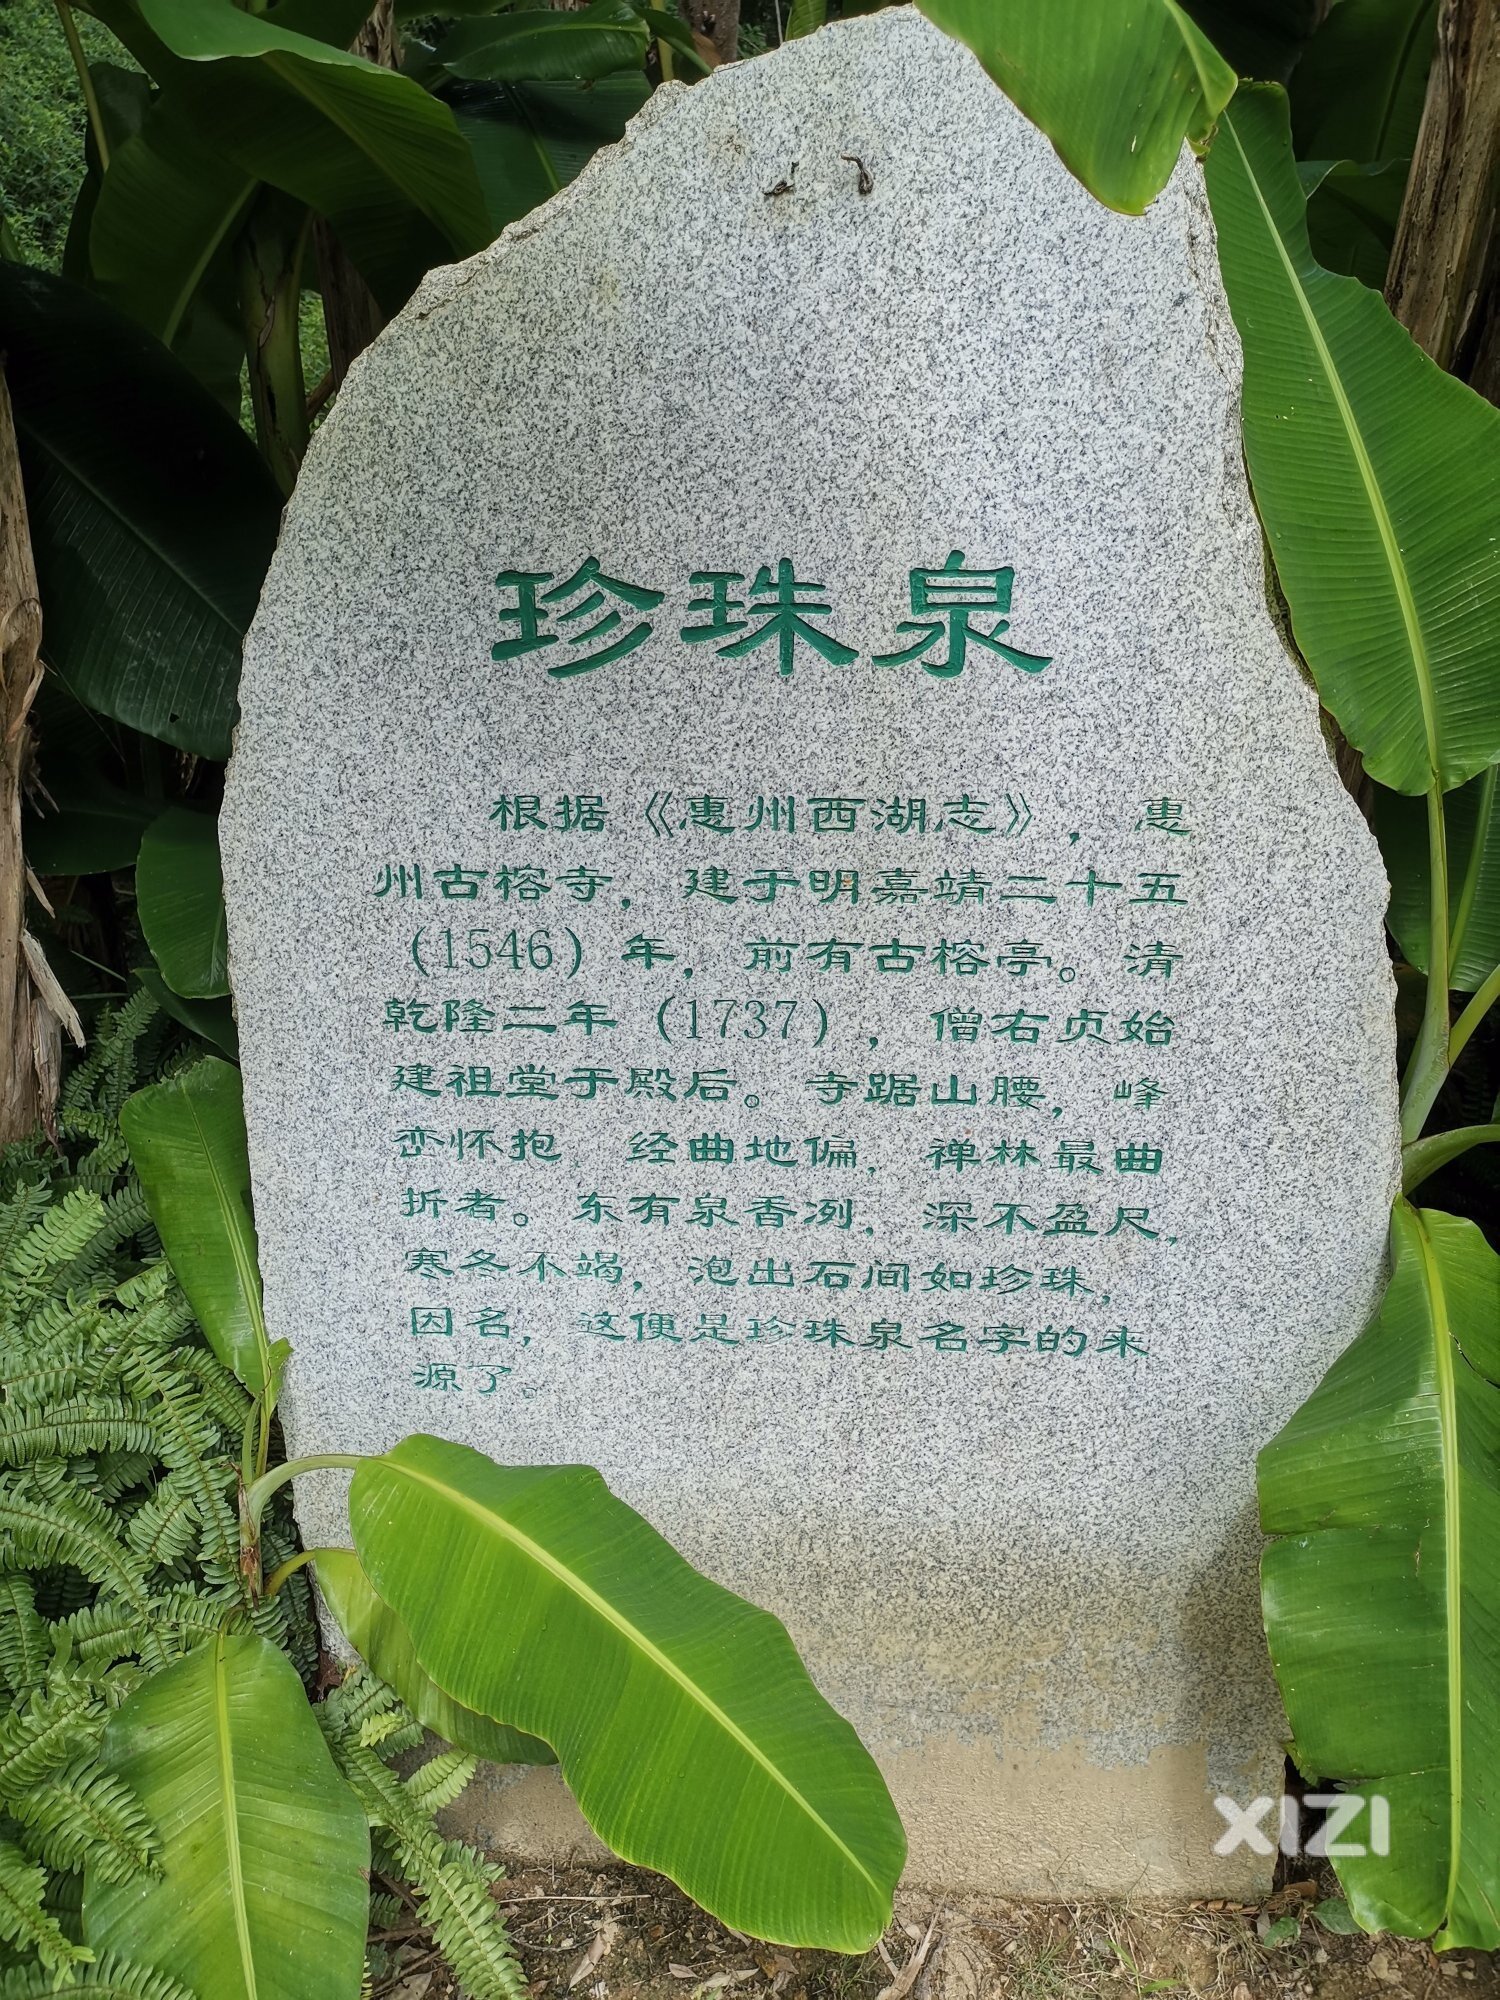 珍珠泉
根据《惠州西湖志》,惠
州古榕寺,建于明嘉靖二十五
(1546)年,前有古榕亭。清
乾隆二年(1737),僧右贞始
建祖堂于殿后。寺踞山腰,峰
峦怀抱,经曲地偏,禅林最曲
折者。东有泉香冽,深不盈尺,
寒冬不竭,泡出石间如珍珠,
因名,这便是珍珠泉名字的来
源了。
XIZI